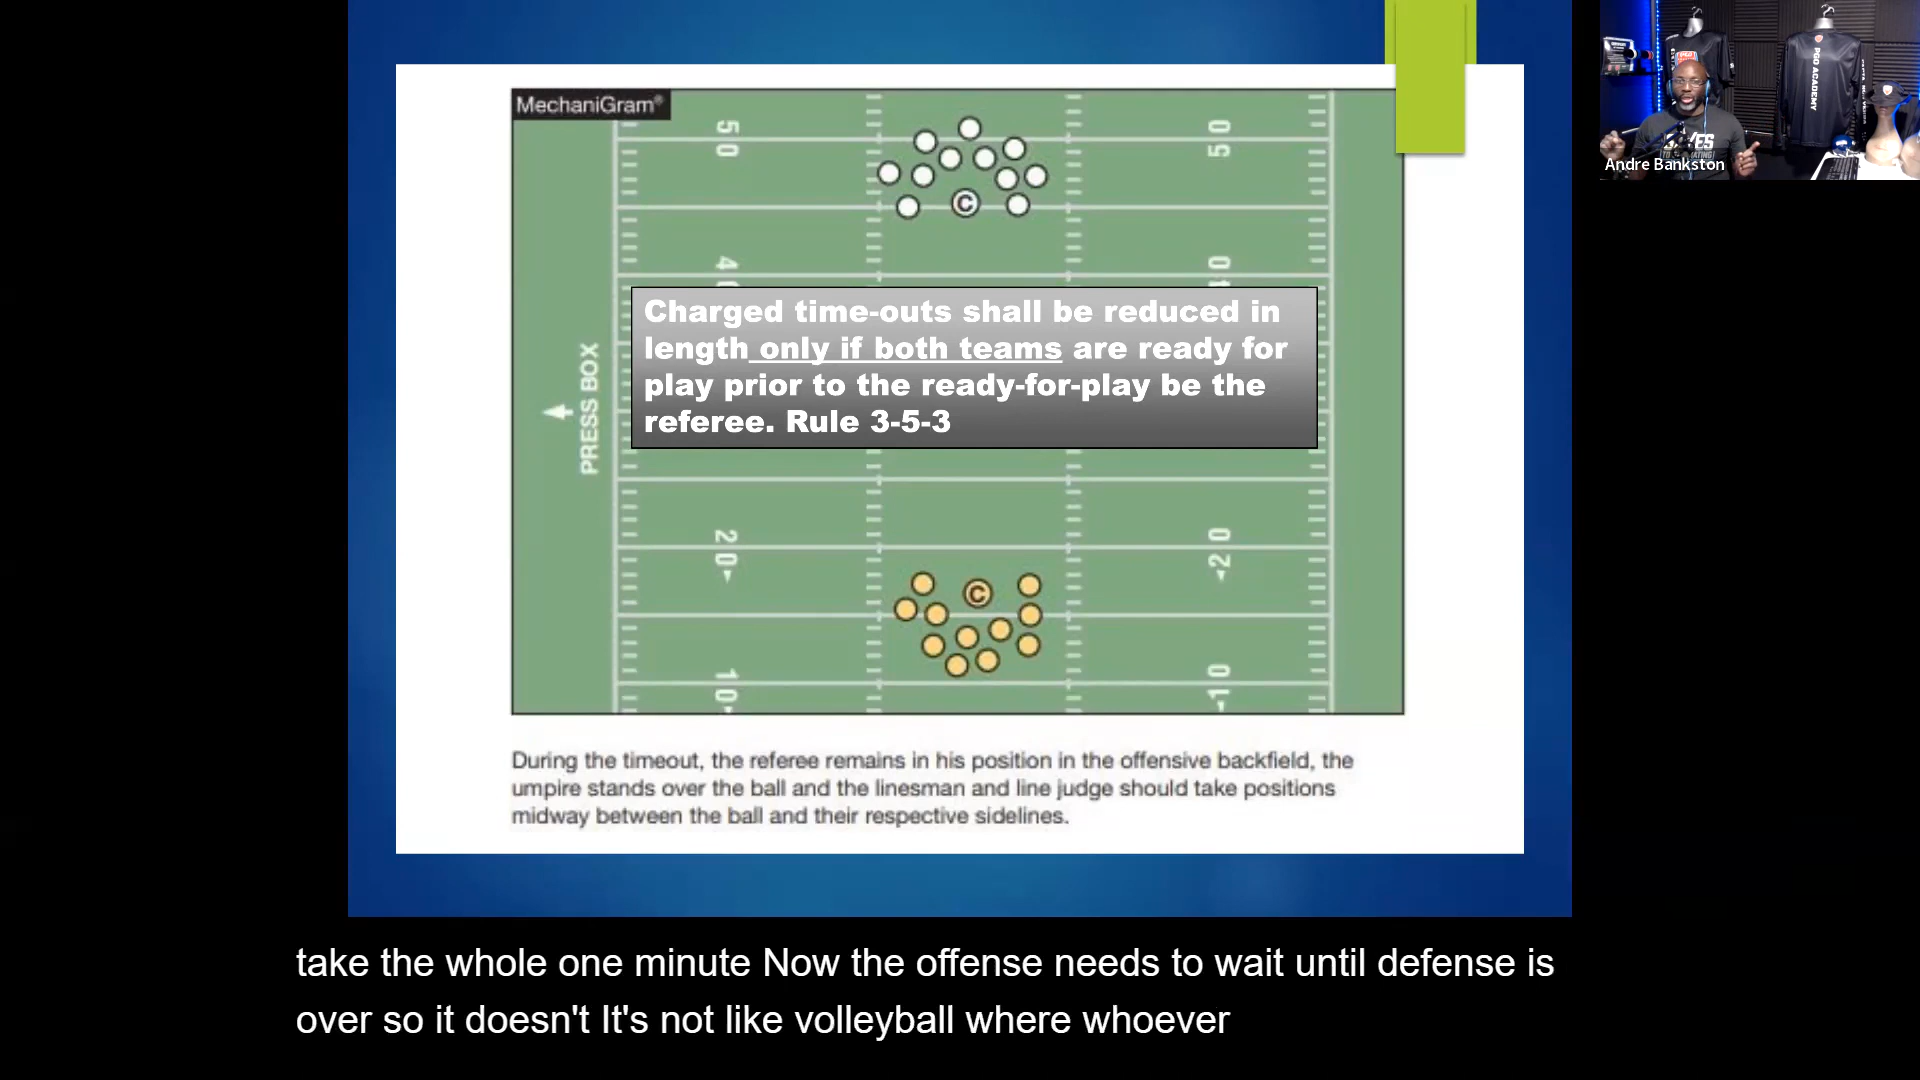 MechaniGram®
50
50
C
40
40
Charged time-outs shall be reduced in
length only if both teams are ready for
play prior to the ready-for-play be the
referee. Rule 3-5-3
PRESS BOX
20
20
C
10
10
During the timeout, the referee remains in his position in the offensive backfield, the
umpire stands over the ball and the linesman and line judge should take positions
midway between the ball and their respective sidelines.
PGO ACADEMY
Andre Bankston
take the whole one minute Now the offense needs to wait until defense is
over so it doesn't It's not like volleyball where whoever